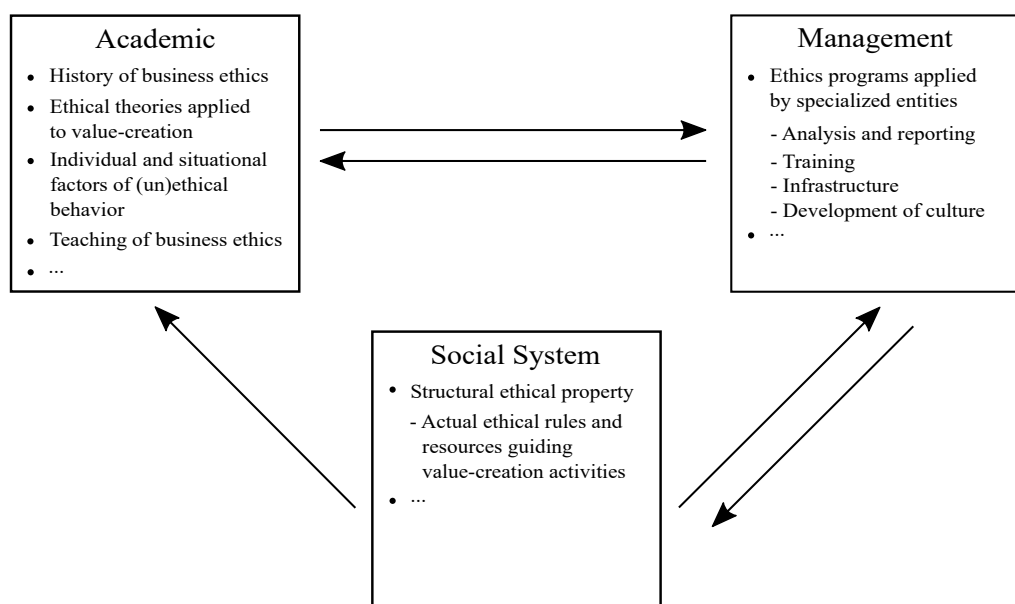 Academic
• History of business ethics
• Ethical theories applied
to value-creation
• Individual and situational
factors of (un)ethical
behavior
• Teaching of business ethics
• ...
Management
• Ethics programs applied
by specialized entities
- Analysis and reporting
- Training
- Infrastructure
- Development of culture
• ...
Social System
• Structural ethical property
- Actual ethical rules and
resources guiding
value-creation activities
• ...